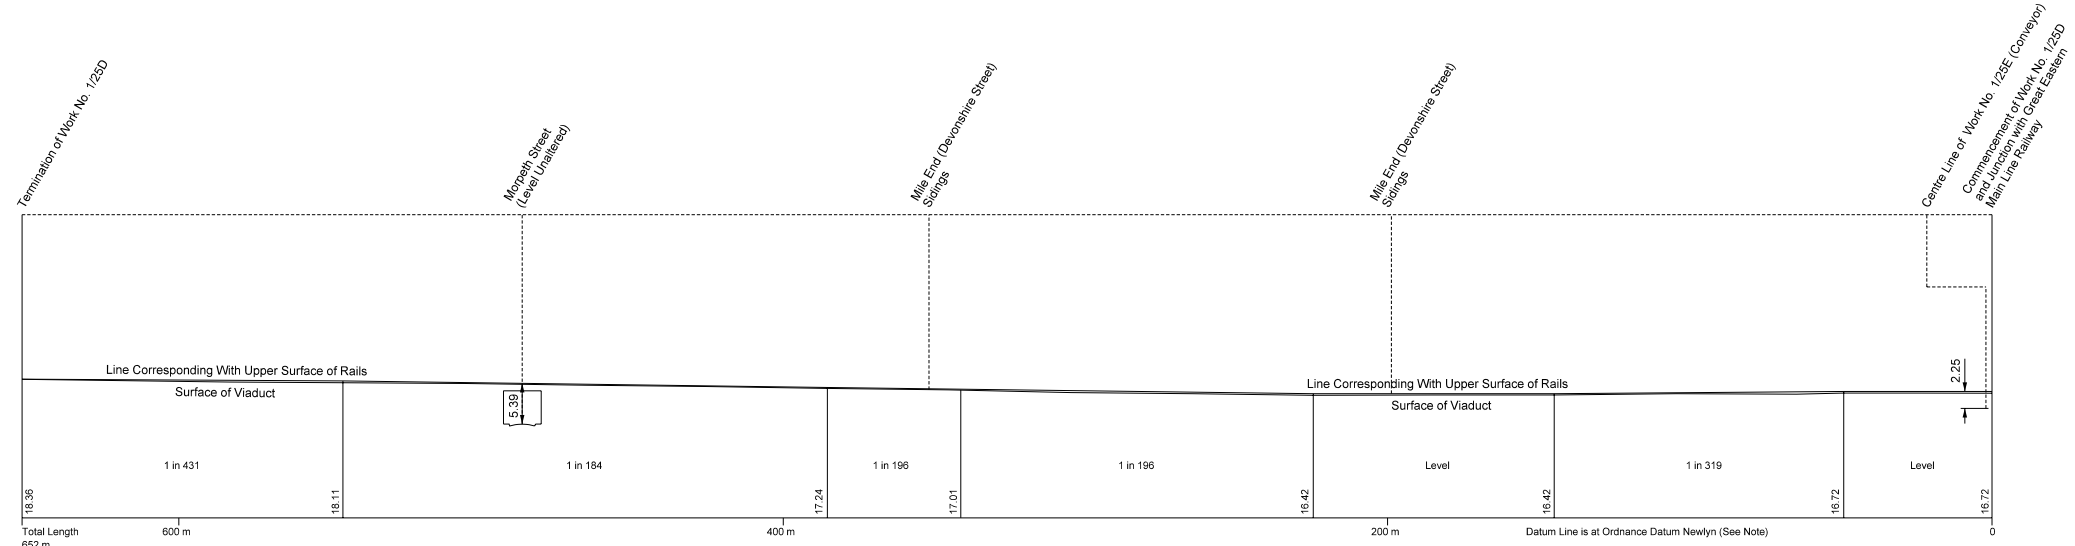 Termination of Work No. 1/25D
Morpeth Street
(Level Unaltered)
Mile End (Devonshire Street)
Sidings
Mile End (Devonshire Street)
Sidings
Centre Line of Work No. 1/25E (Conveyor)
Commencement of Work No. 1/25D
and Junction with Great Eastern
Main Line Railway
Line Corresponding With Upper Surface of Rails
Surface of Viaduct
5.39
Line Corresponding With Upper Surface of Rails
Surface of Viaduct
2.25
1 in 431
1 in 184
1 in 196
1 in 196
Level
1 in 319
Level
18.36
18.11
17.24
17.01
16.42
16.42
16.72
16.72
Total Length
652 m
600 m
400 m
200 m
Datum Line is at Ordnance Datum Newlyn (See Note)
0